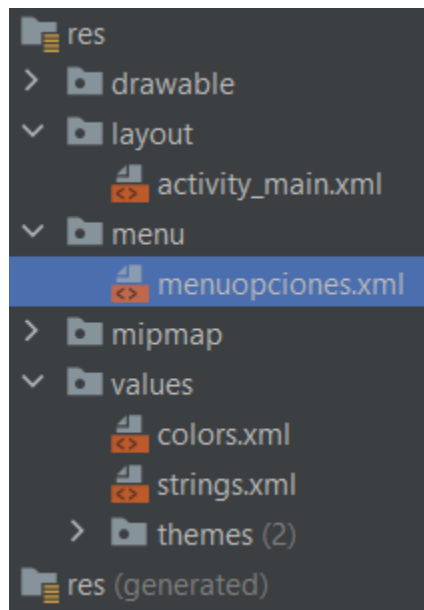 res
drawable
layout
activity_main.xml
menu
menuopciones.xml
mipmap
values
colors.xml
strings.xml
themes (2)
res (generated)